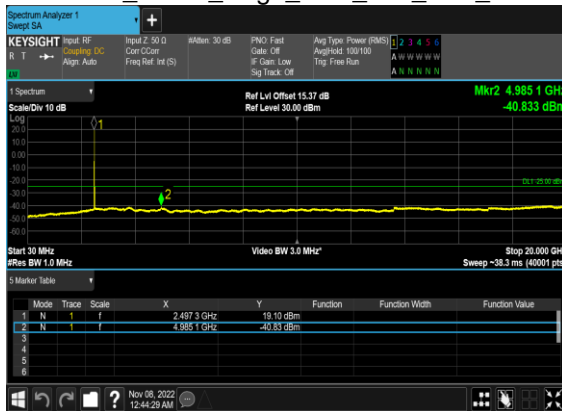 Spectrum Analyzer 1
Swept SA
KEYSIGHT Input: RF Input Z: 50 Ω #Atten: 30 dB PNO: Fast Avg Type: Power (RMS) 1 2 3 4 5 6
R T Coupling: DC Corr CCorr Gate: Off Avg|Hold: 100/100 A W W W W W
Align: Auto Freq Ref: Int (S) IF Gain: Low Trig: Free Run
Sig Track: Off A N N N N N
1 Spectrum Ref Lvl Offset 15.37 dB Mkr2 4.985 1 GHz
Scale/Div 10 dB Ref Level 30.00 dBm -40.833 dBm
Log
20.0
10.0
0.00
-10.0
-20.0
-30.0
-40.0
-50.0
-60.0
1
2
DL1 -25.00 dBm
Start 30 MHz Video BW 3.0 MHz* Stop 20.000 GHz
#Res BW 1.0 MHz Sweep ~38.3 ms (40001 pts)
5 Marker Table
Mode Trace Scale X Y Function Function Width Function Value
1 N 1 f 2.497 3 GHz 19.10 dBm
2 N 1 f 4.985 1 GHz -40.83 dBm
3
4
5
6
Nov 08, 2022
12:44:29 AM